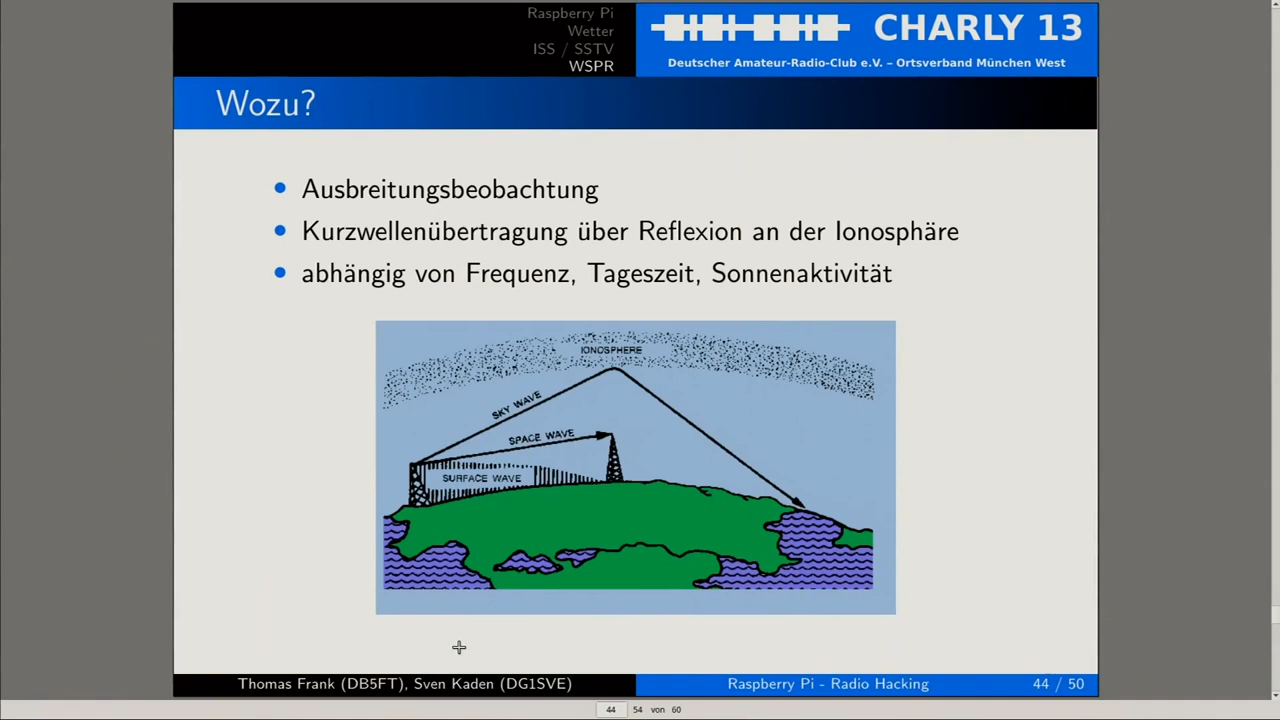 Raspberry Pi
Wetter
ISS / SSTV
WSPR
CHARLY 13
Deutscher Amateur-Radio-Club e.V. – Ortsverband München West
Wozu?
Ausbreitungsbeobachtung
Kurzwellenübertragung über Reflexion an der Ionosphäre
abhängig von Frequenz, Tageszeit, Sonnenaktivität
IONOSPHERE
SKY WAVE
SPACE WAVE
SURFACE WAVE
Thomas Frank (DB5FT), Sven Kaden (DG1SVE)
Raspberry Pi - Radio Hacking
44 / 50
44 54 von 60